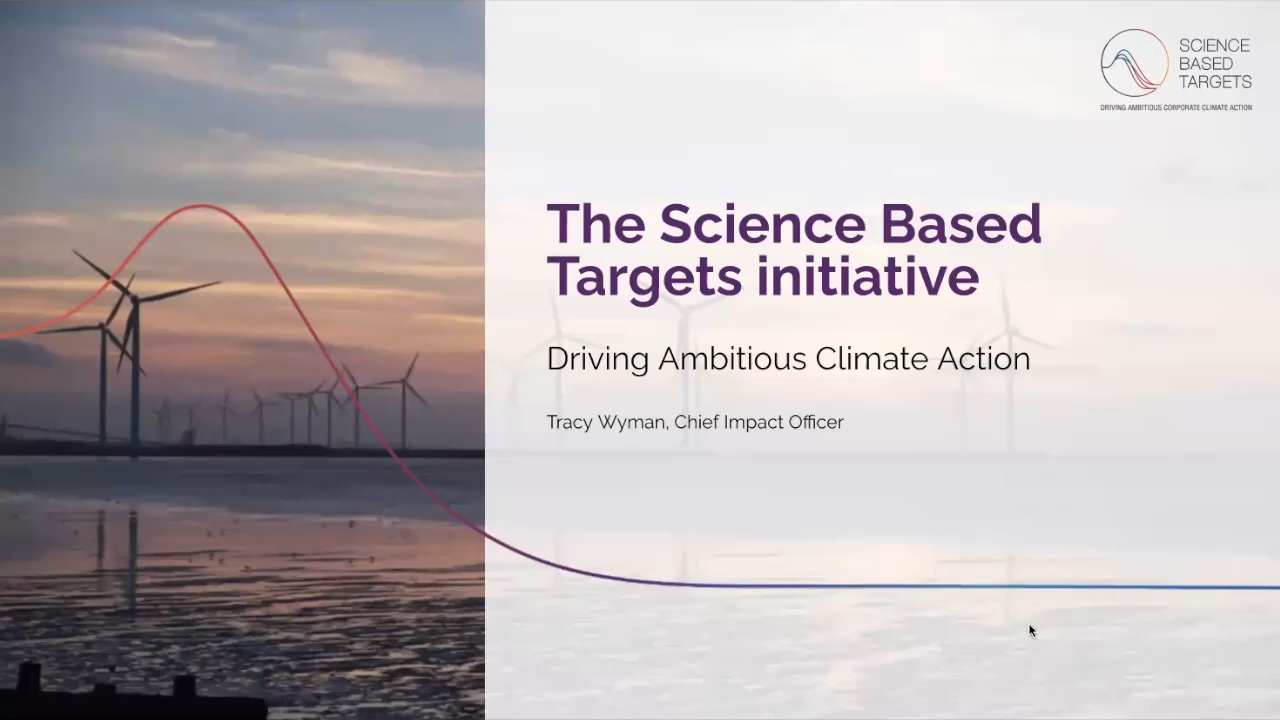 SCIENCE
BASED
TARGETS
DRIVING AMBITIOUS CORPORATE CLIMATE ACTION
The Science Based
Targets initiative
Driving Ambitious Climate Action
Tracy Wyman, Chief Impact Officer